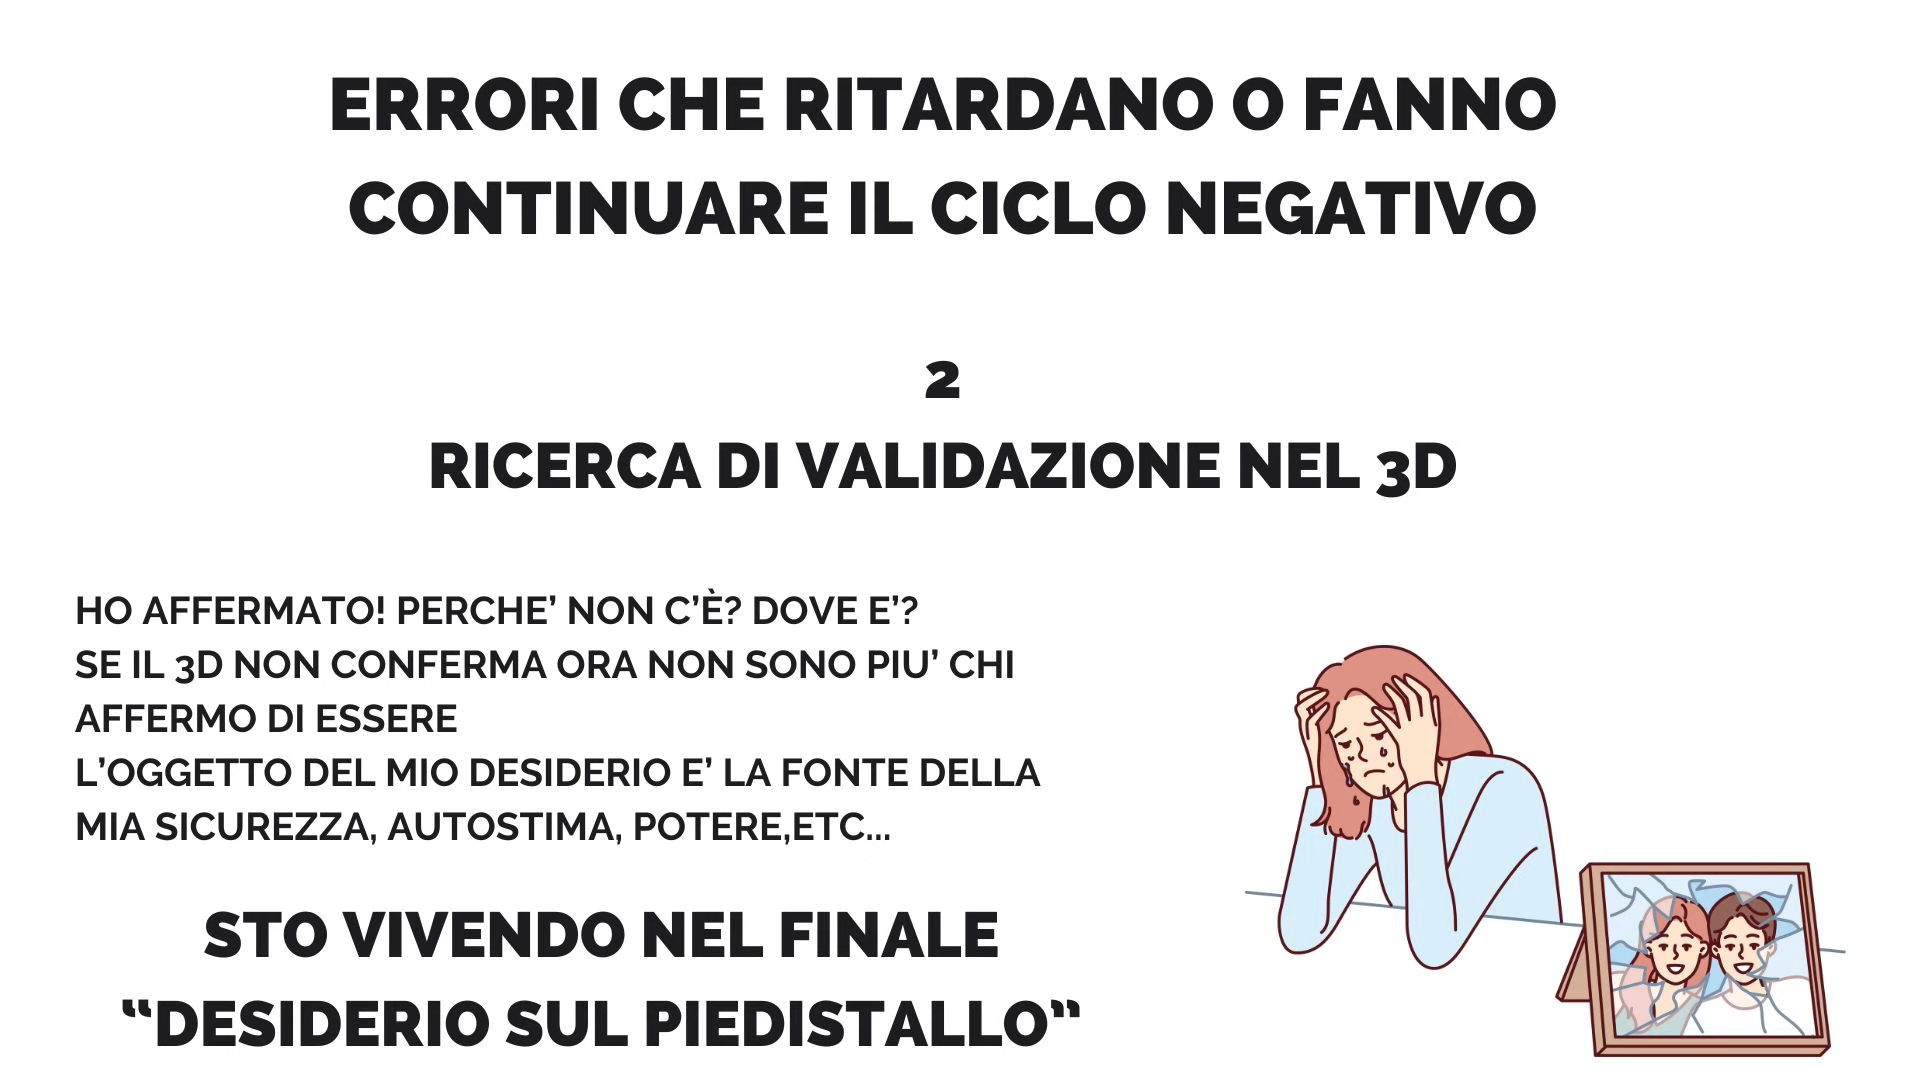 ERRORI CHE RITARDANO O FANNO
CONTINUARE IL CICLO NEGATIVO
2
RICERCA DI VALIDAZIONE NEL 3D
HO AFFERMATO! PERCHE’ NON C’È? DOVE E’?
SE IL 3D NON CONFERMA ORA NON SONO PIU’ CHI
AFFERMO DI ESSERE
L’OGGETTO DEL MIO DESIDERIO E’ LA FONTE DELLA
MIA SICUREZZA, AUTOSTIMA, POTERE,ETC...
STO VIVENDO NEL FINALE
“DESIDERIO SUL PIEDISTALLO”